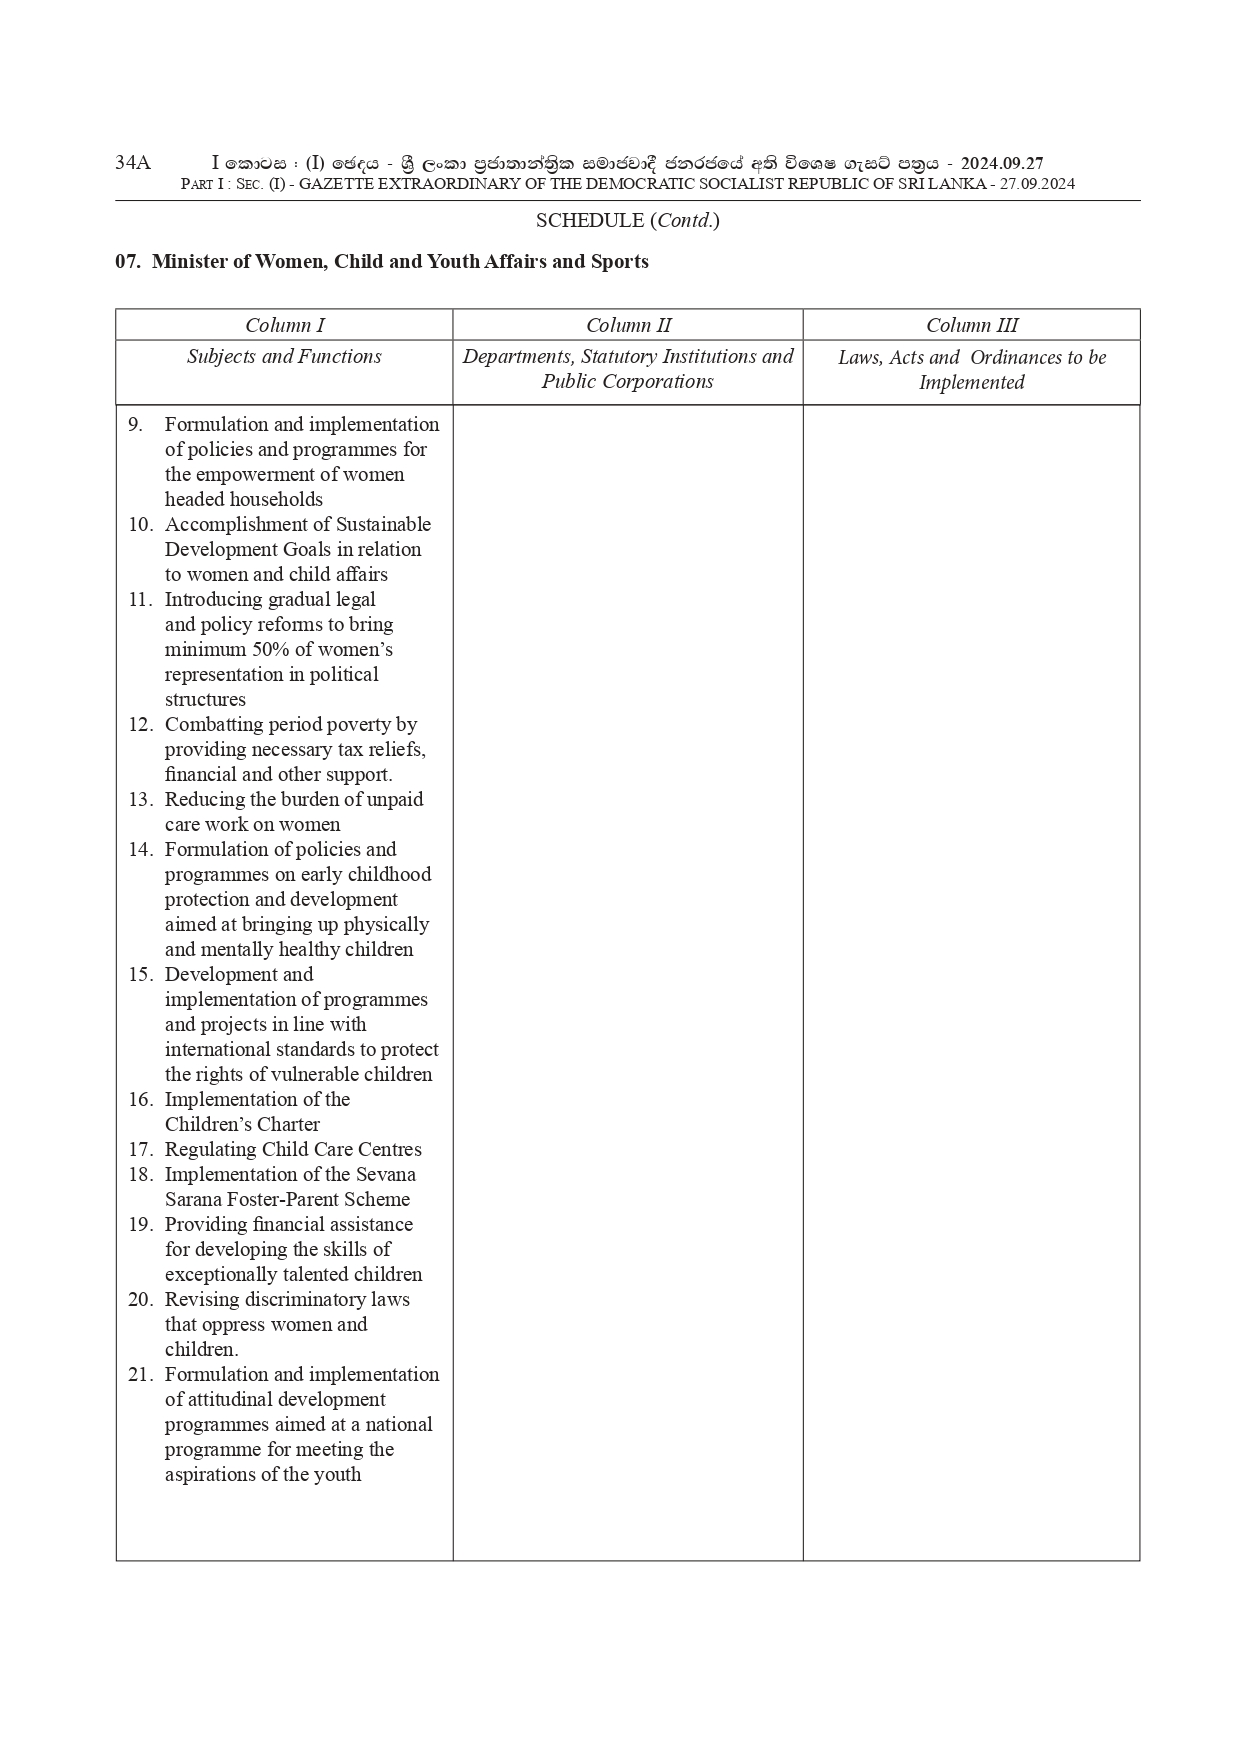 34A
I කොටස : (I) ඡෙදය - ශ්‍රී ලංකා ප්‍රජාතාන්ත්‍රික සමාජවාදී ජනරජයේ අති විශෙෂ ගැසට් පත්‍රය - 2024.09.27
PART I : SEC. (I) - GAZETTE EXTRAORDINARY OF THE DEMOCRATIC SOCIALIST REPUBLIC OF SRI LANKA - 27.09.2024
SCHEDULE (Contd.)
07. Minister of Women, Child and Youth Affairs and Sports
Column I
Column II
Column III
Subjects and Functions
Departments, Statutory Institutions and
Public Corporations
Laws, Acts and Ordinances to be
Implemented
9. Formulation and implementation
of policies and programmes for
the empowerment of women
headed households
10. Accomplishment of Sustainable
Development Goals in relation
to women and child affairs
11. Introducing gradual legal
and policy reforms to bring
minimum 50% of women’s
representation in political
structures
12. Combatting period poverty by
providing necessary tax reliefs,
financial and other support.
13. Reducing the burden of unpaid
care work on women
14. Formulation of policies and
programmes on early childhood
protection and development
aimed at bringing up physically
and mentally healthy children
15. Development and
implementation of programmes
and projects in line with
international standards to protect
the rights of vulnerable children
16. Implementation of the
Children’s Charter
17. Regulating Child Care Centres
18. Implementation of the Sevana
Sarana Foster-Parent Scheme
19. Providing financial assistance
for developing the skills of
exceptionally talented children
20. Revising discriminatory laws
that oppress women and
children.
21. Formulation and implementation
of attitudinal development
programmes aimed at a national
programme for meeting the
aspirations of the youth